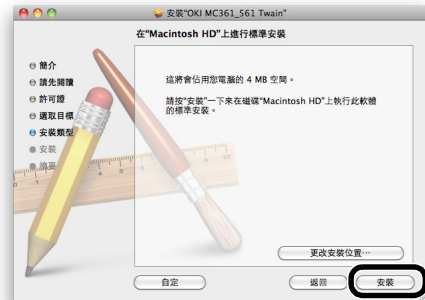 安裝"OKI MC361_561 Twain"
在"Macintosh HD"上進行標準安裝
簡介
請先閱讀
許可證
選取目標
安裝類型
安裝
摘要
這將會佔用您電腦的 4 MB 空間。
請按"安裝"一下來在磁碟"Macintosh HD"上執行此軟體
的標準安裝。
更改安裝位置⋯
自定
返回
安裝